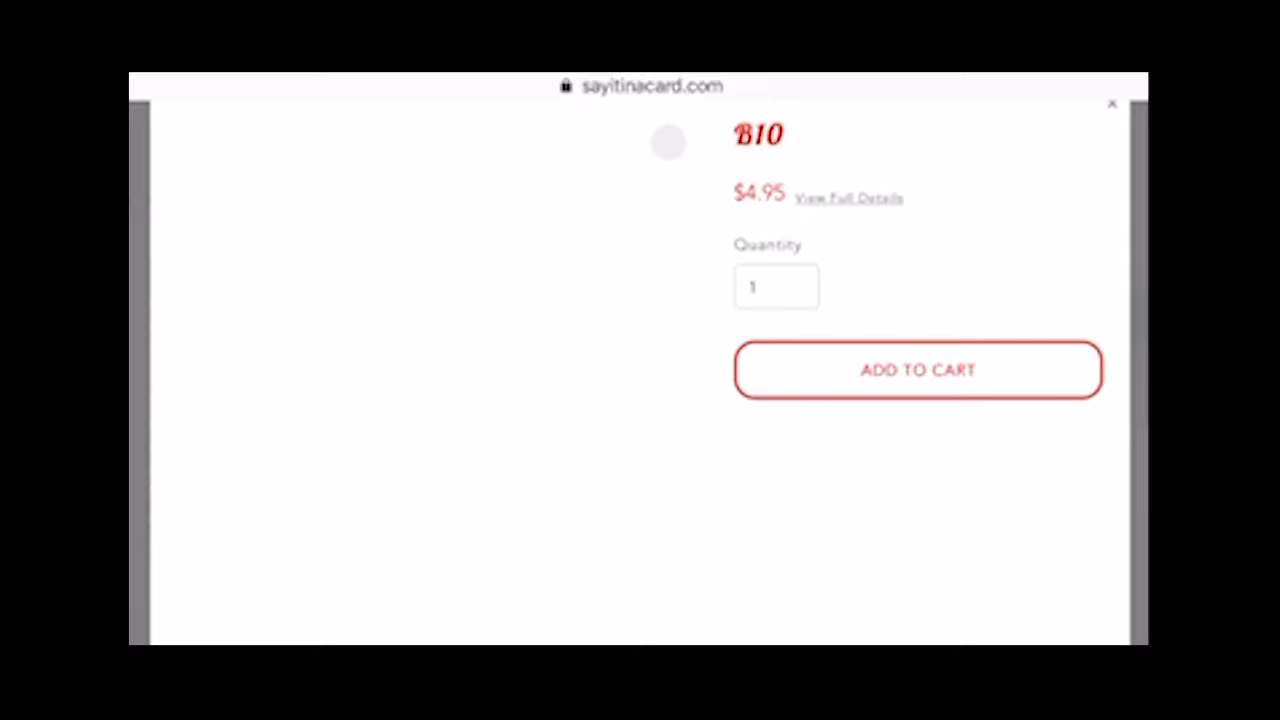 sayitinacard.com
B10
$4.95 View Full Details
Quantity
1
ADD TO CART